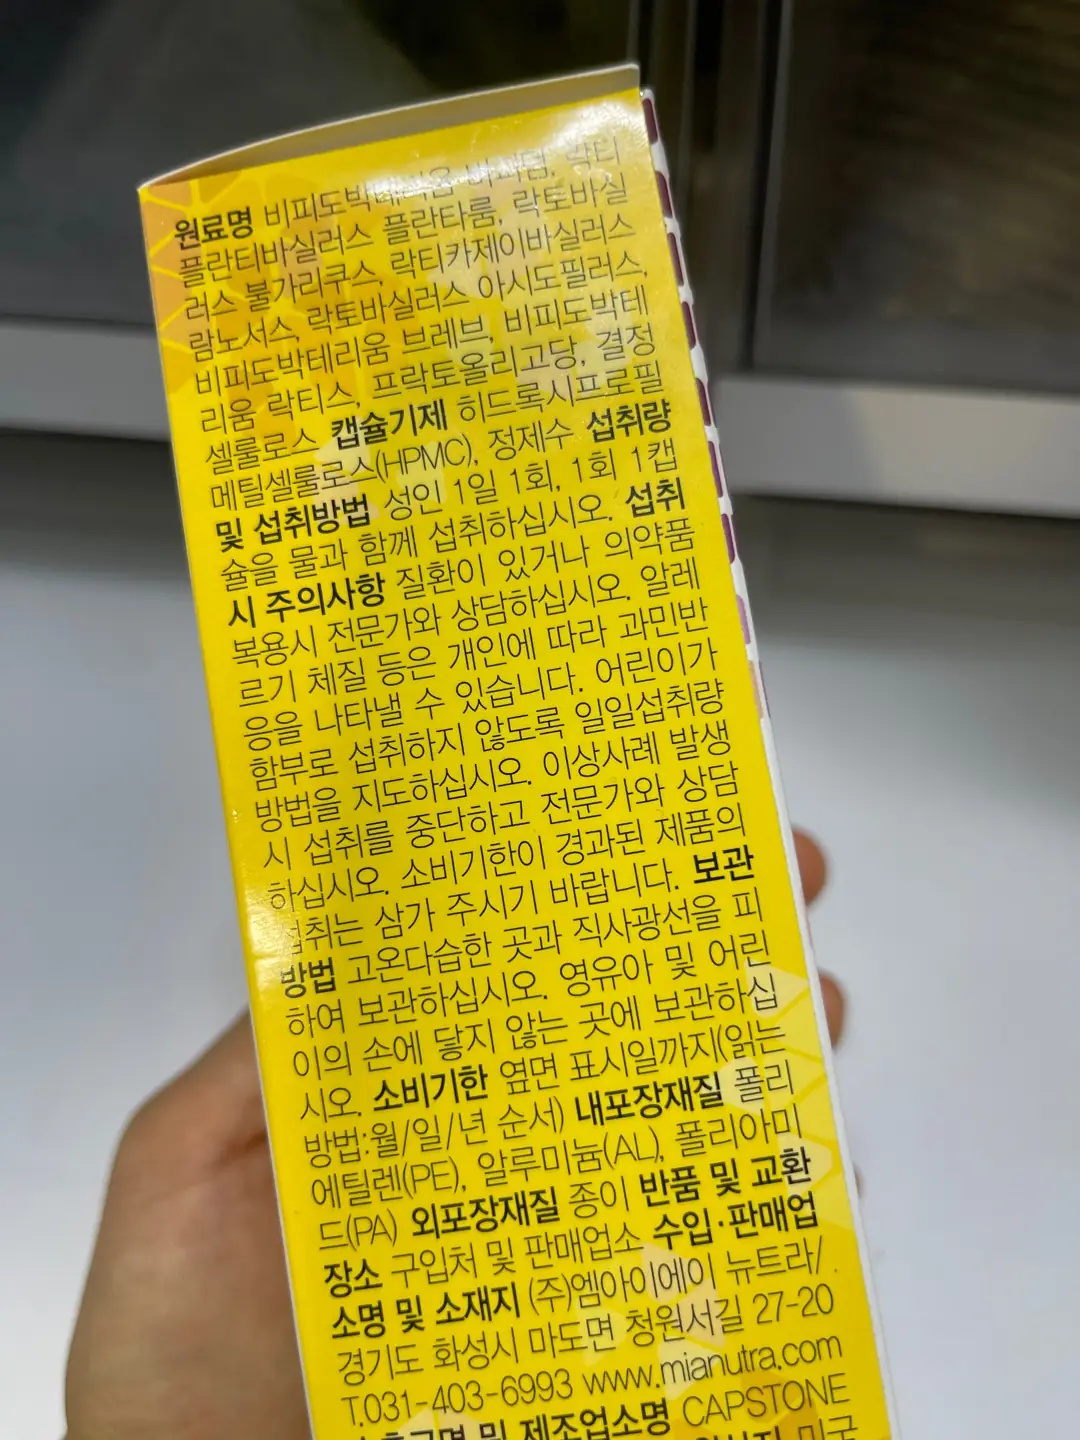 원료명 비피도박테리움 비피덤, 락티
플란티바실러스 플란타룸, 락토바실
러스 불가리쿠스, 락티카제이바실러스
람노서스, 락토바실러스 아시도필러스,
비피도박테리움 브레브, 비피도박테
리움 락티스, 프락토올리고당, 결정
셀룰로스 캡슐기제 히드록시프로필
메틸셀룰로스(HPMC), 정제수 섭취량
및 섭취방법 성인 1일 1회, 1회 1캡
슐을 물과 함께 섭취하십시오. 섭취
시 주의사항 질환이 있거나 의약품
복용시 전문가와 상담하십시오. 알레
르기 체질 등은 개인에 따라 과민반
응을 나타낼 수 있습니다. 어린이가
함부로 섭취하지 않도록 일일섭취량
방법을 지도하십시오. 이상사례 발생
시 섭취를 중단하고 전문가와 상담
하십시오. 소비기한이 경과된 제품의
섭취는 삼가 주시기 바랍니다. 보관
방법 고온다습한 곳과 직사광선을 피
하여 보관하십시오. 영유아 및 어린
이의 손에 닿지 않는 곳에 보관하십
시오. 소비기한 옆면 표시일까지(읽는
방법:월/일/년 순서) 내포장재질 폴리
에틸렌(PE), 알루미늄(AL), 폴리아미
드(PA) 외포장재질 종이 반품 및 교환
장소 구입처 및 판매업소 수입·판매업
소명 및 소재지 (주)엠아이에이 뉴트라/
경기도 화성시 마도면 청원서길 27-20
T.031-403-6993 www.mianutra.com
및 제조업소명 CAPSTONE
미국